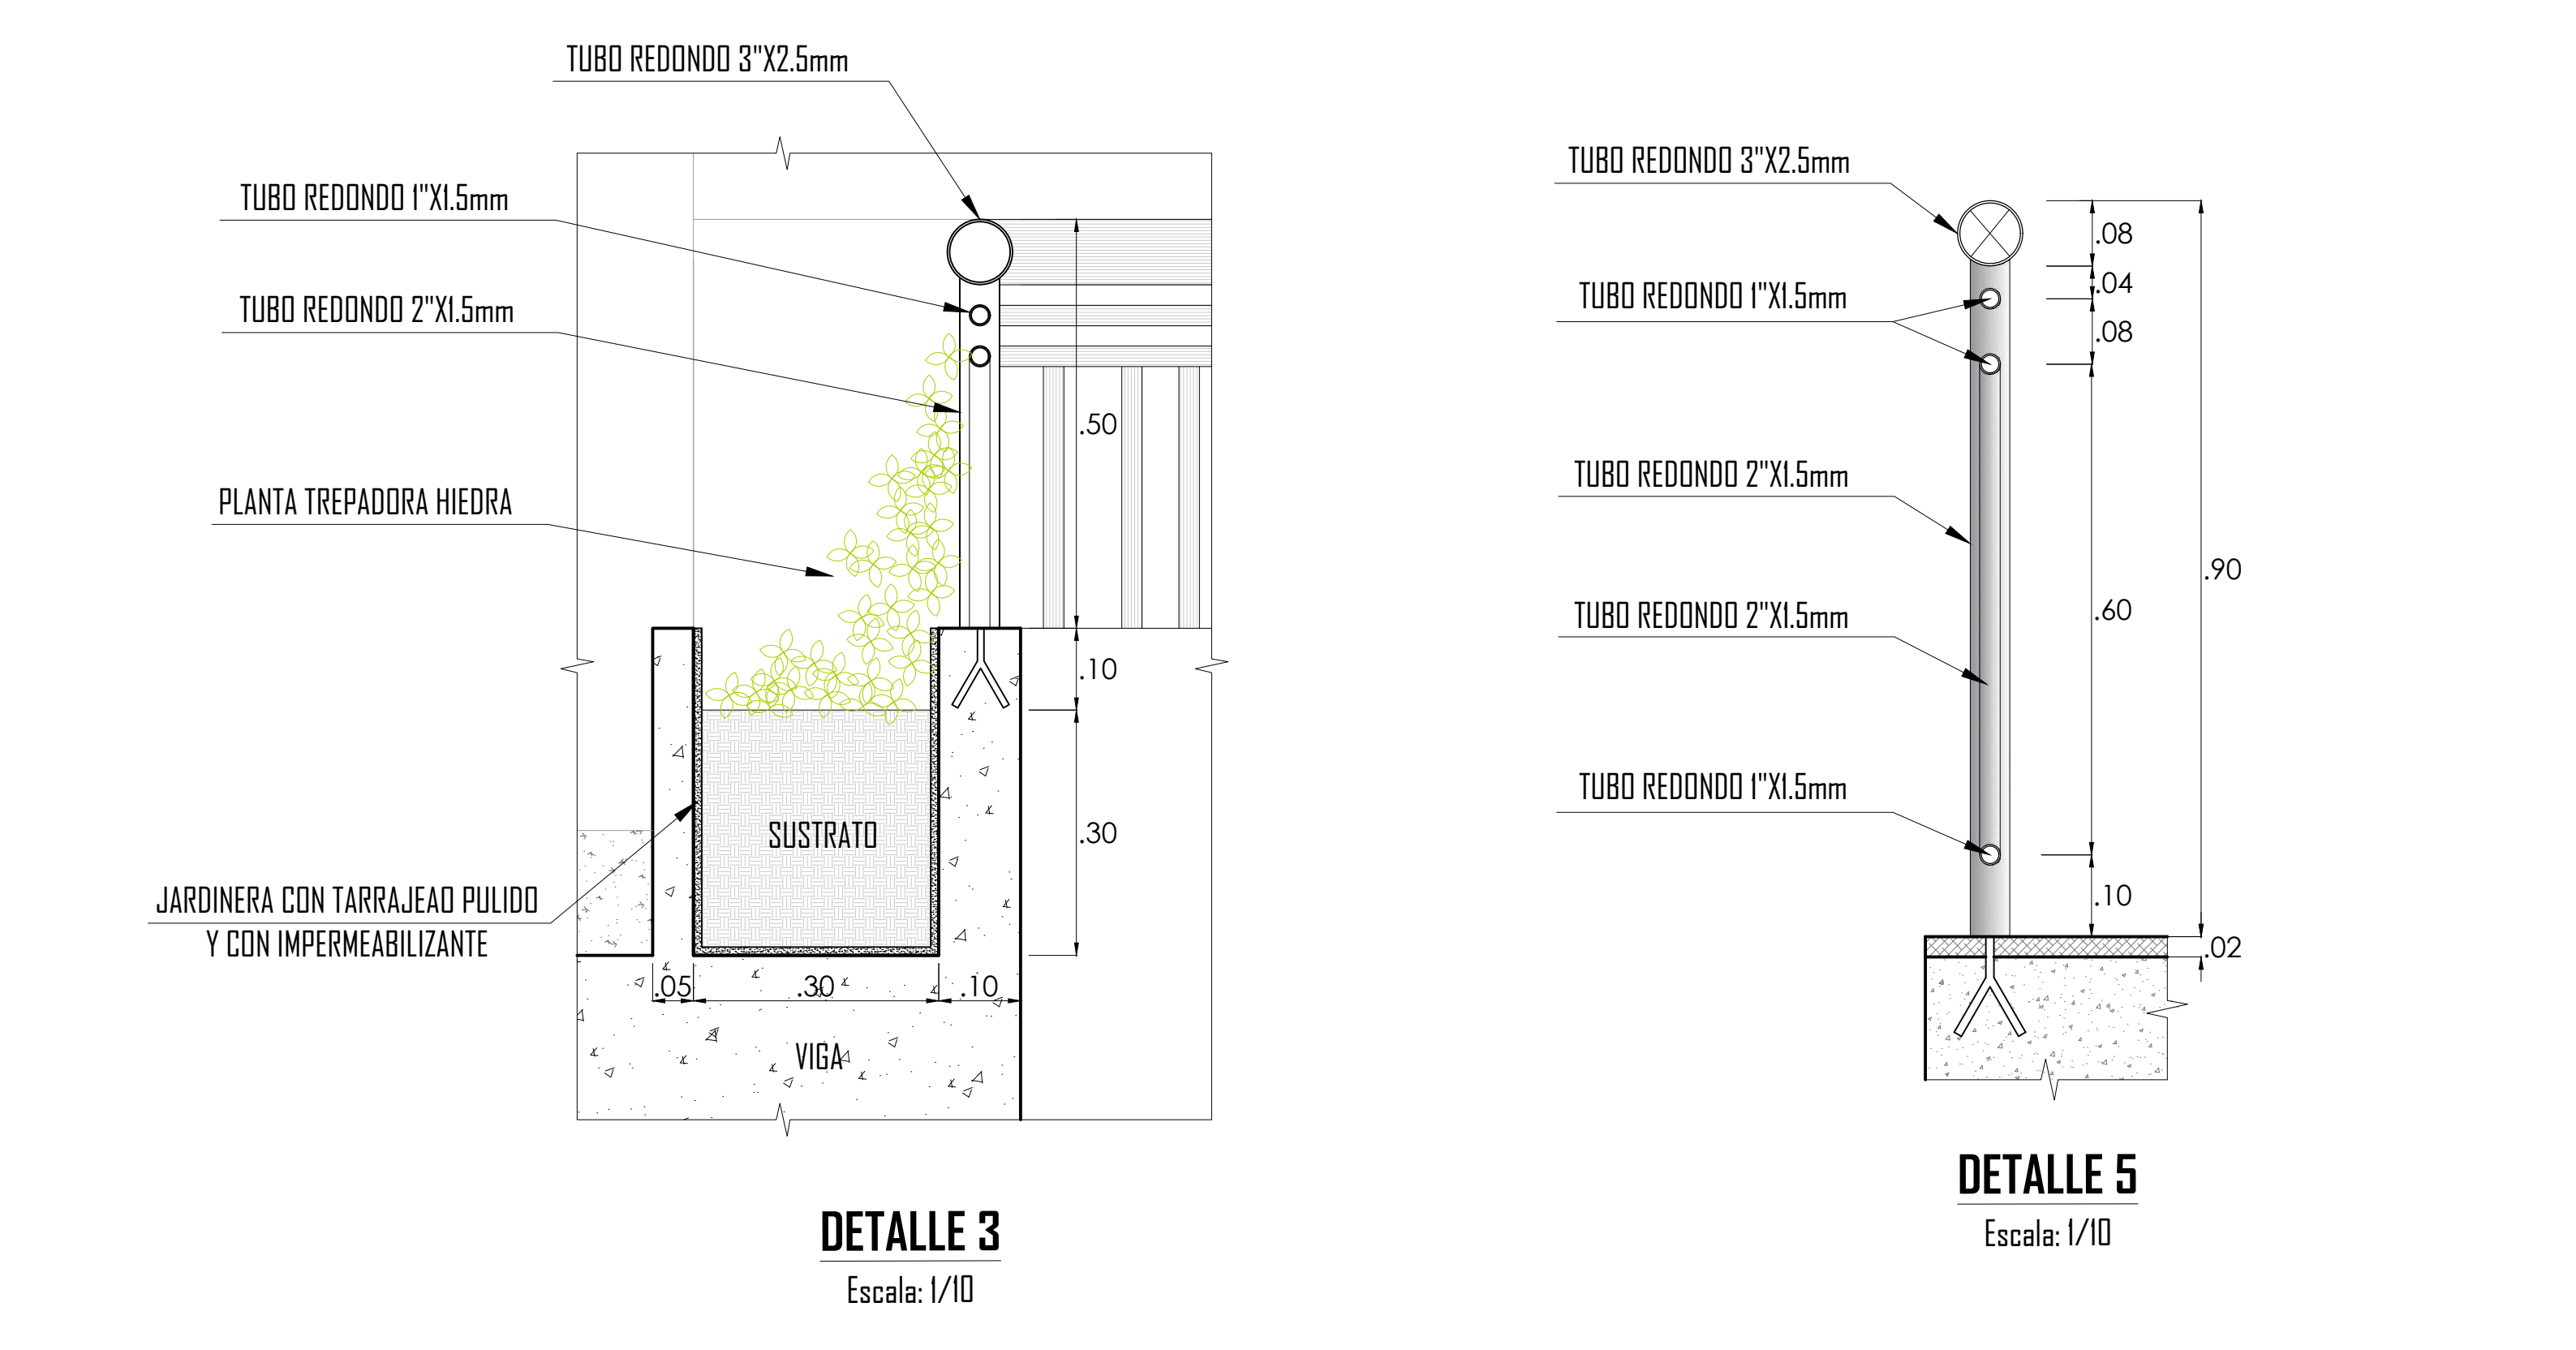 TUBO REDONDO 3"X2.5mm
TUBO REDONDO 1"X1.5mm
TUBO REDONDO 2"X1.5mm
PLANTA TREPADORA HIEDRA
JARDINERA CON TARRAJEAO PULIDO
Y CON IMPERMEABILIZANTE
.50
.10
.30
SUSTRATO
.05
.30
.10
VIGA
DETALLE 3
Escala: 1/10
TUBO REDONDO 3"X2.5mm
TUBO REDONDO 1"X1.5mm
TUBO REDONDO 2"X1.5mm
TUBO REDONDO 2"X1.5mm
TUBO REDONDO 1"X1.5mm
.08
.04
.08
.60
.90
.10
.02
DETALLE 5
Escala: 1/10